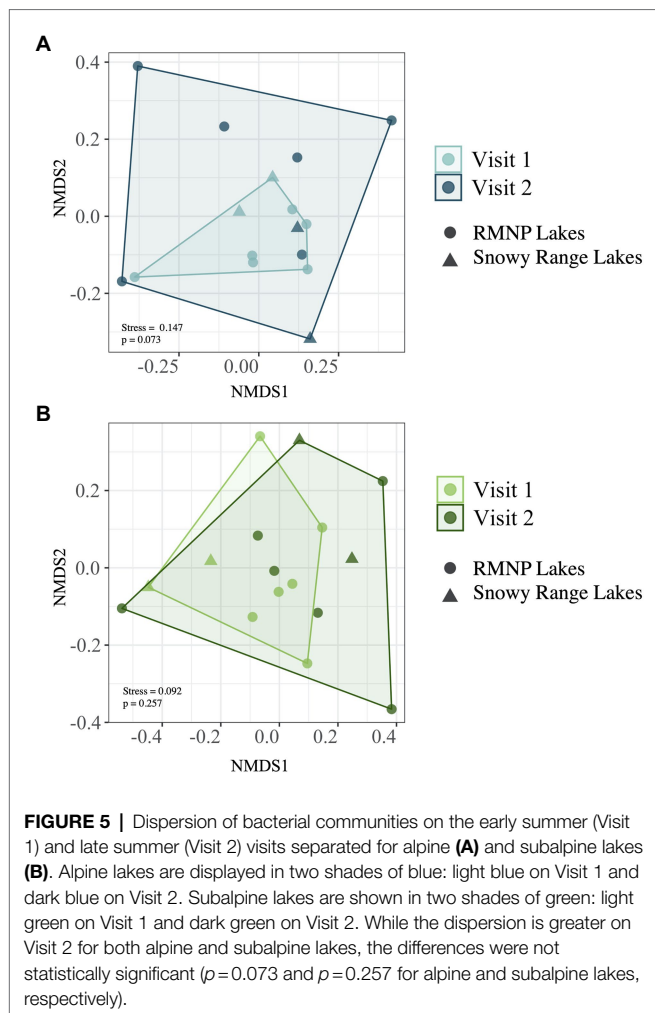 A
0.4
0.2
0.0
-0.2
NMDS2
Stress = 0.147
p = 0.073
-0.25
0.00
0.25
NMDS1
Visit 1
Visit 2
RMNP Lakes
Snowy Range Lakes
B
0.2
0.0
-0.2
-0.4
NMDS2
Stress = 0.092
p = 0.257
-0.4
-0.2
0.0
0.2
0.4
NMDS1
Visit 1
Visit 2
RMNP Lakes
Snowy Range Lakes
FIGURE 5 | Dispersion of bacterial communities on the early summer (Visit
1) and late summer (Visit 2) visits separated for alpine (A) and subalpine lakes
(B). Alpine lakes are displayed in two shades of blue: light blue on Visit 1 and
dark blue on Visit 2. Subalpine lakes are shown in two shades of green: light
green on Visit 1 and dark green on Visit 2. While the dispersion is greater on
Visit 2 for both alpine and subalpine lakes, the differences were not
statistically significant (p = 0.073 and p = 0.257 for alpine and subalpine lakes,
respectively).